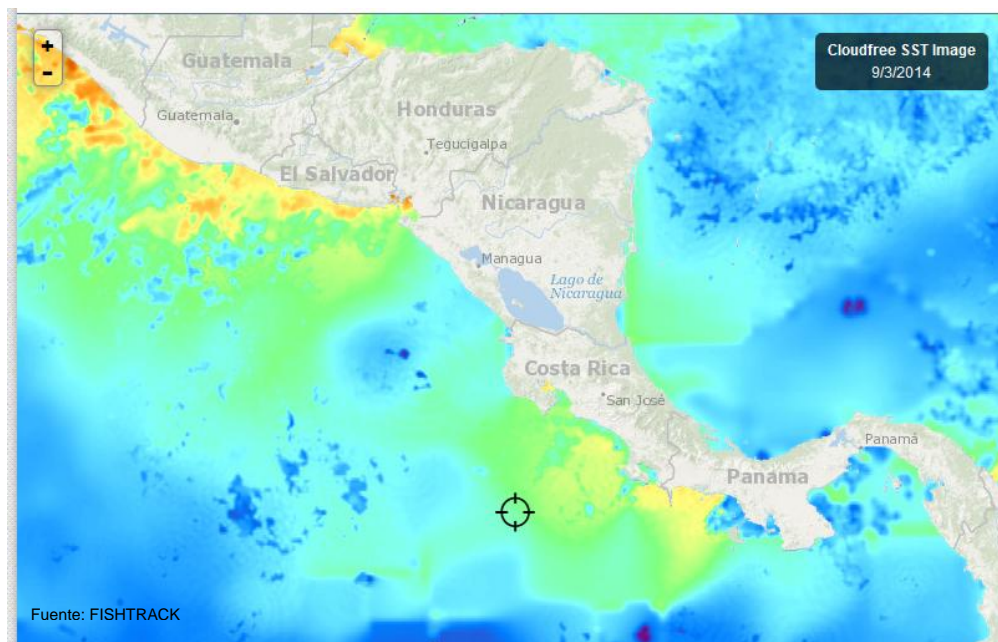 +
-
Cloudfree SST Image
9/3/2014
Guatemala
Honduras
Guatemala
Tegucigalpa
El Salvador
Nicaragua
Managua
Lago de
Nicaragua
Costa Rica
San José
Panamá
Panama
Fuente: FISHTRACK